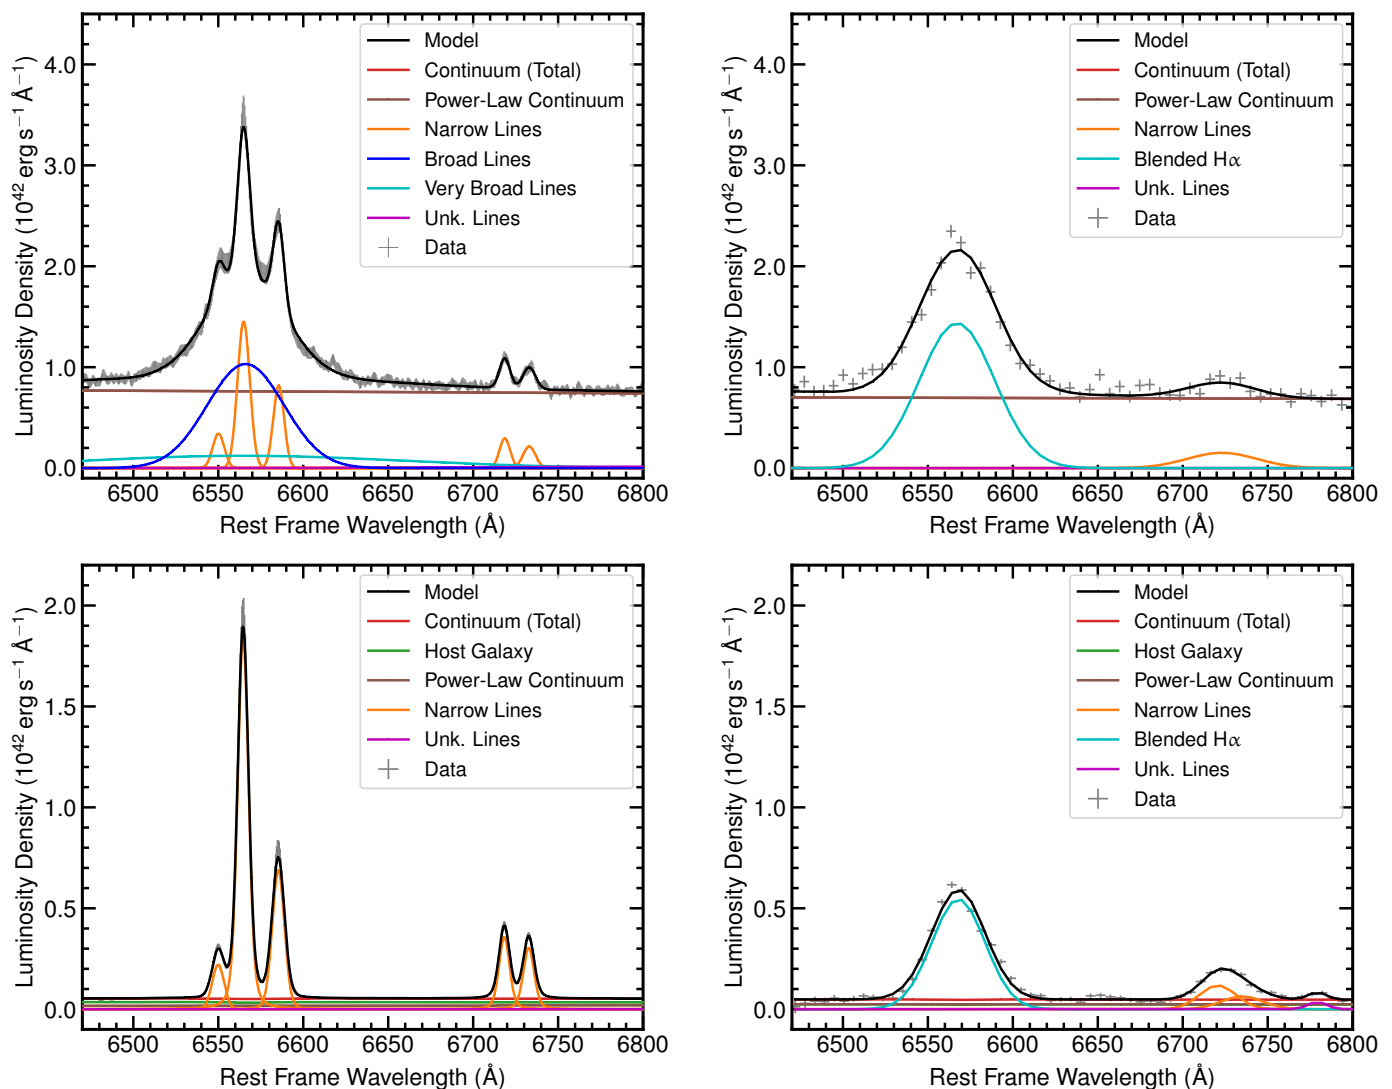 Luminosity Density (10⁴² erg s⁻¹ Å⁻¹)
4.0
3.0
2.0
1.0
0.0
6500 6550 6600 6650 6700 6750 6800
Rest Frame Wavelength (Å)
Model
Continuum (Total)
Power-Law Continuum
Narrow Lines
Broad Lines
Very Broad Lines
Unk. Lines
Data
Luminosity Density (10⁴² erg s⁻¹ Å⁻¹)
4.0
3.0
2.0
1.0
0.0
6500 6550 6600 6650 6700 6750 6800
Rest Frame Wavelength (Å)
Model
Continuum (Total)
Power-Law Continuum
Narrow Lines
Blended Hα
Unk. Lines
Data
Luminosity Density (10⁴² erg s⁻¹ Å⁻¹)
2.0
1.5
1.0
0.5
0.0
6500 6550 6600 6650 6700 6750 6800
Rest Frame Wavelength (Å)
Model
Continuum (Total)
Host Galaxy
Power-Law Continuum
Narrow Lines
Unk. Lines
Data
Luminosity Density (10⁴² erg s⁻¹ Å⁻¹)
2.0
1.5
1.0
0.5
0.0
6500 6550 6600 6650 6700 6750 6800
Rest Frame Wavelength (Å)
Model
Continuum (Total)
Host Galaxy
Power-Law Continuum
Narrow Lines
Blended Hα
Unk. Lines
Data